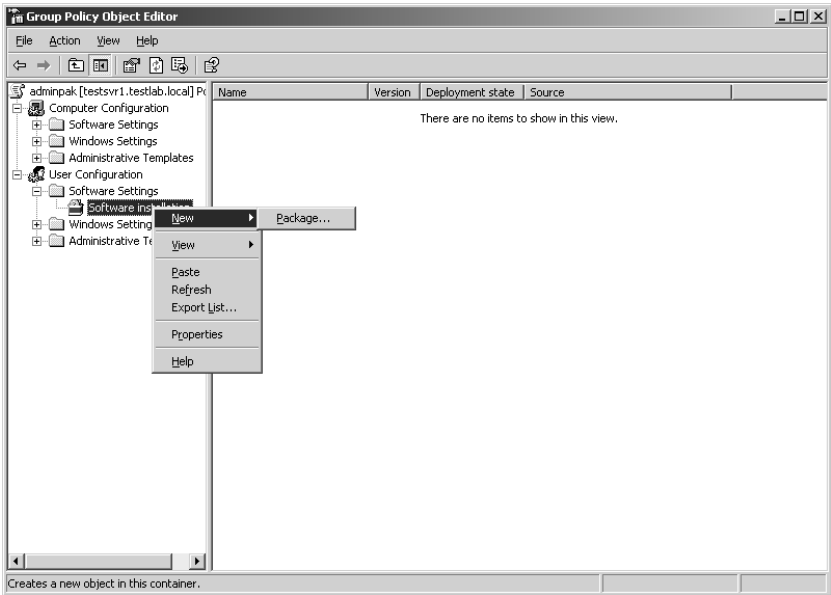 Group Policy Object Editor
File Action View Help
adminpak [testsvr1.testlab.local] Po
Name Version Deployment state Source
Computer Configuration
There are no items to show in this view.
Software Settings
Windows Settings
Administrative Templates
User Configuration
Software Settings
Software installation
New Package...
Windows Setting
Administrative Te
View
Paste
Refresh
Export List...
Properties
Help
Creates a new object in this container.